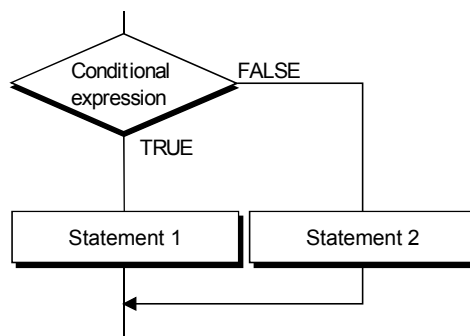 Conditional
expression
FALSE
TRUE
Statement 1
Statement 2